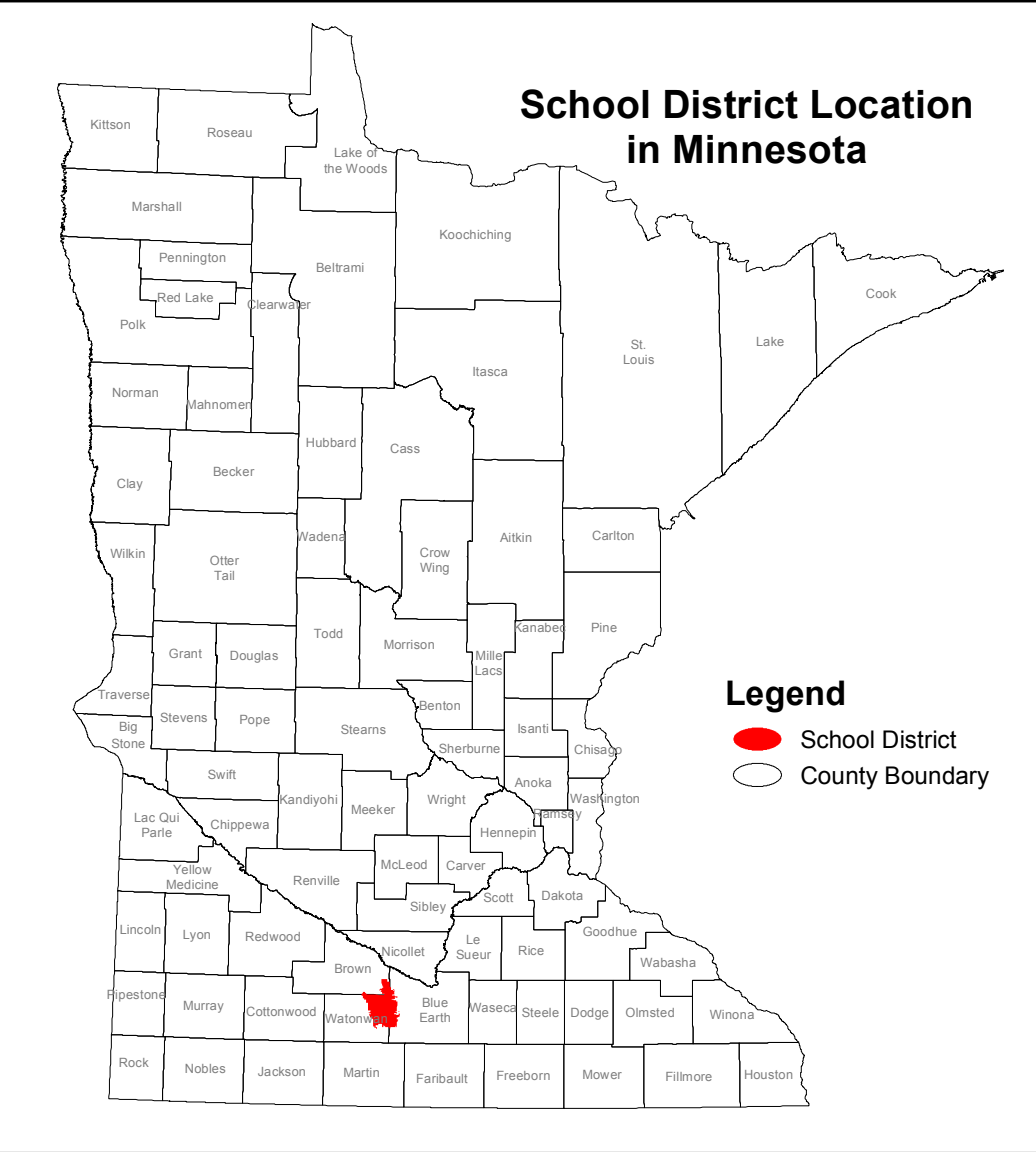 School District Location
in Minnesota
Kittson
Roseau
Lake of
the Woods
Marshall
Koochiching
Pennington
Beltrami
Red Lake
Clearwater
Cook
Polk
St.
Louis
Lake
Itasca
Norman
Mahnomen
Hubbard
Cass
Becker
Clay
Wadena
Aitkin
Carlton
Wilkin
Crow
Wing
Otter
Tail
Todd
Kanabec
Pine
Morrison
Grant
Douglas
Mille
Lacs
Traverse
Legend
Stevens
Pope
Benton
Big
Stone
Stearns
Isanti
School District
Sherburne
Chisago
County Boundary
Swift
Anoka
Kandiyohi
Wright
Washington
Meeker
Ramsey
Lac Qui
Parle
Chippewa
Hennepin
Yellow
Medicine
McLeod
Carver
Renville
Scott
Dakota
Sibley
Lincoln
Lyon
Redwood
Goodhue
Nicollet
Le
Sueur
Rice
Brown
Wabasha
Pipestone
Murray
Cottonwood
Watonwan
Blue
Earth
Waseca
Steele
Dodge
Olmsted
Winona
Rock
Nobles
Jackson
Martin
Faribault
Freeborn
Mower
Fillmore
Houston